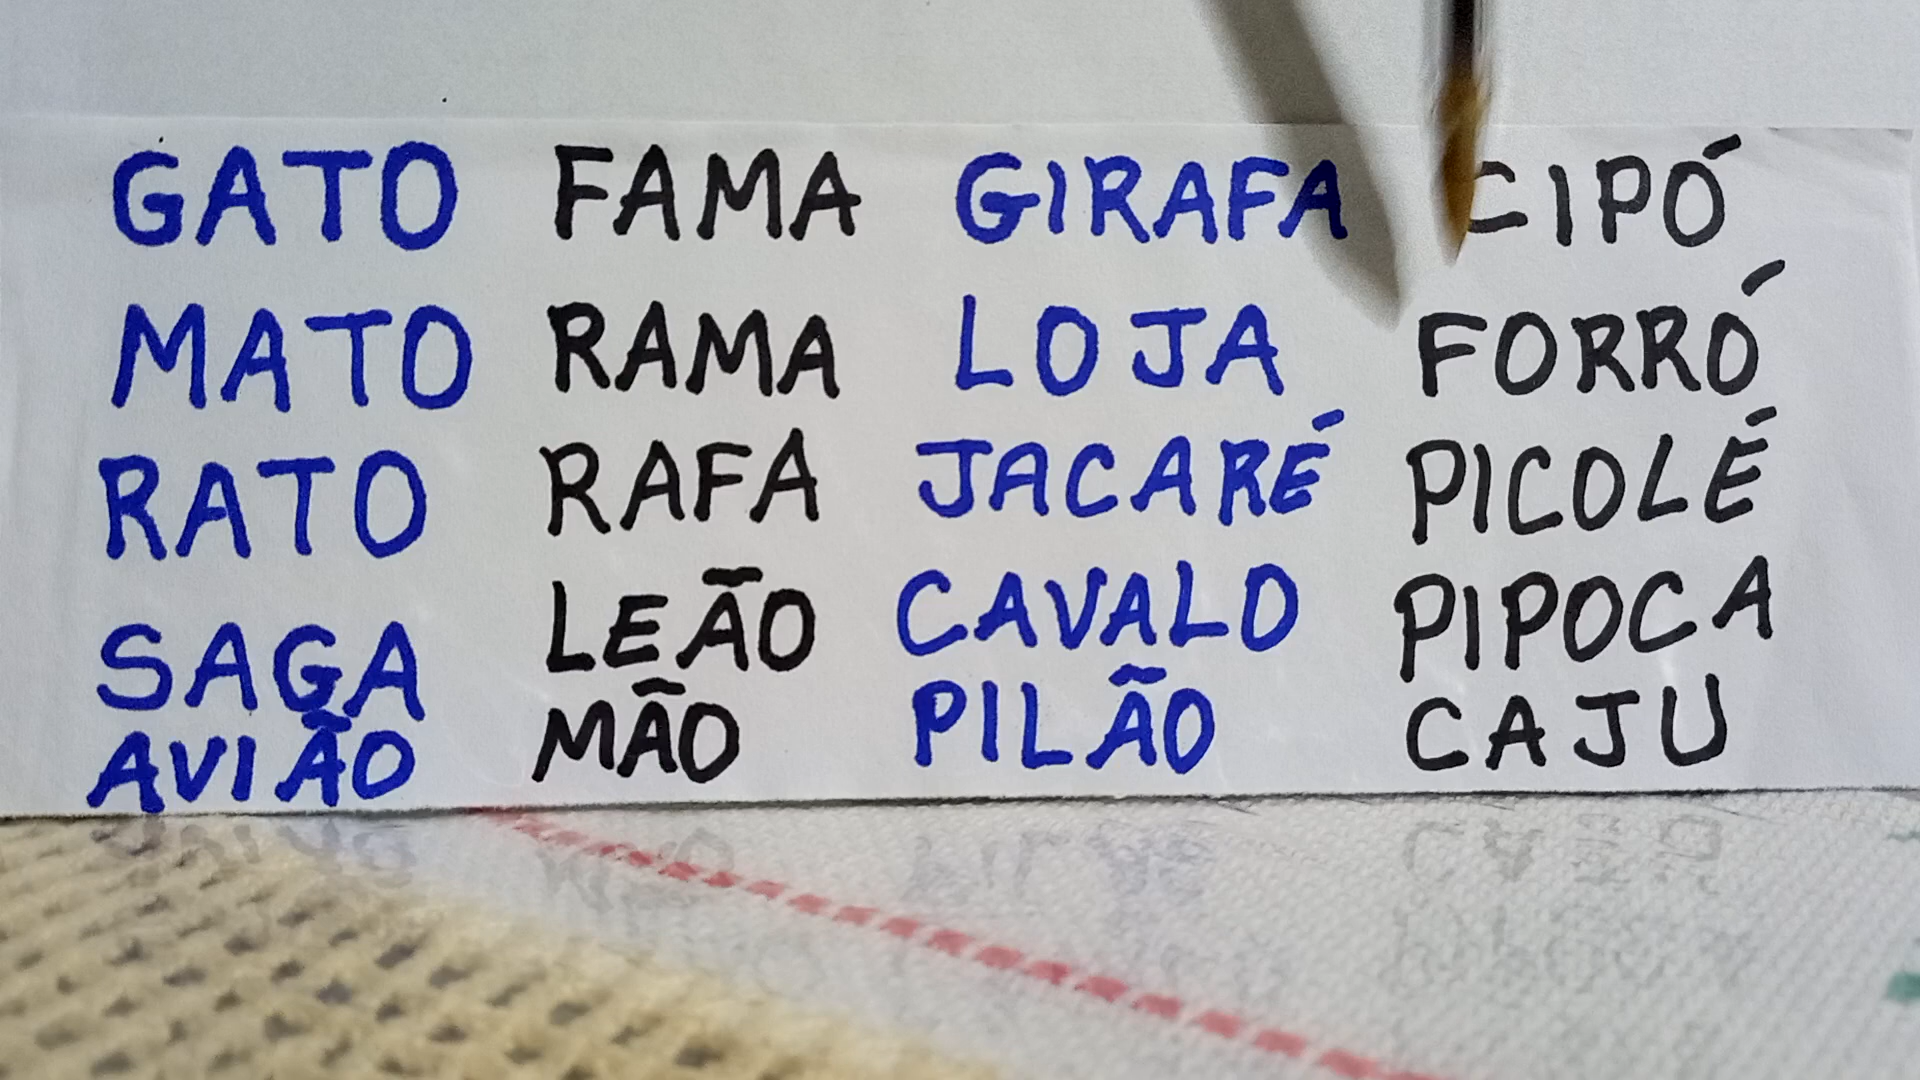 GATO FAMA GIRAFA CIPÓ
MATO RAMA LOJA FORRÓ
RATO RAFA JACARÉ PICOLÉ
SAGA LEÃO CAVALO PIPOCA
AVIÃO MÃO PILÃO CAJU